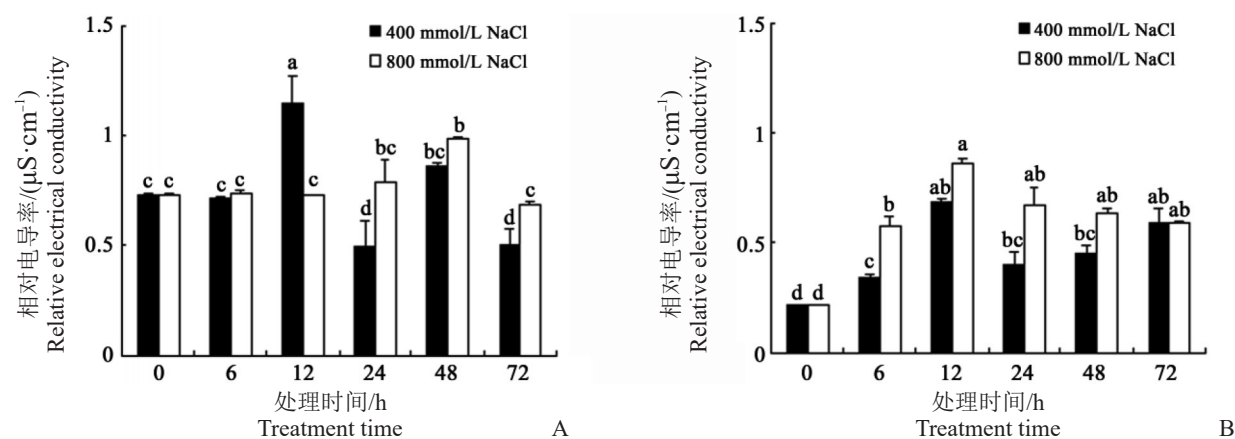 1.5
1
0.5
0
400 mmol/L NaCl
800 mmol/L NaCl
相对电导率/(μS·cm⁻¹)
Relative electrical conductivity
c c
c c
a c
d bc
bc b
d c
0 6 12 24 48 72
处理时间/h
Treatment time
A
1.5
1
0.5
0
400 mmol/L NaCl
800 mmol/L NaCl
相对电导率/(μS·cm⁻¹)
Relative electrical conductivity
d d
c b
ab a
bc ab
bc ab
ab ab
0 6 12 24 48 72
处理时间/h
Treatment time
B